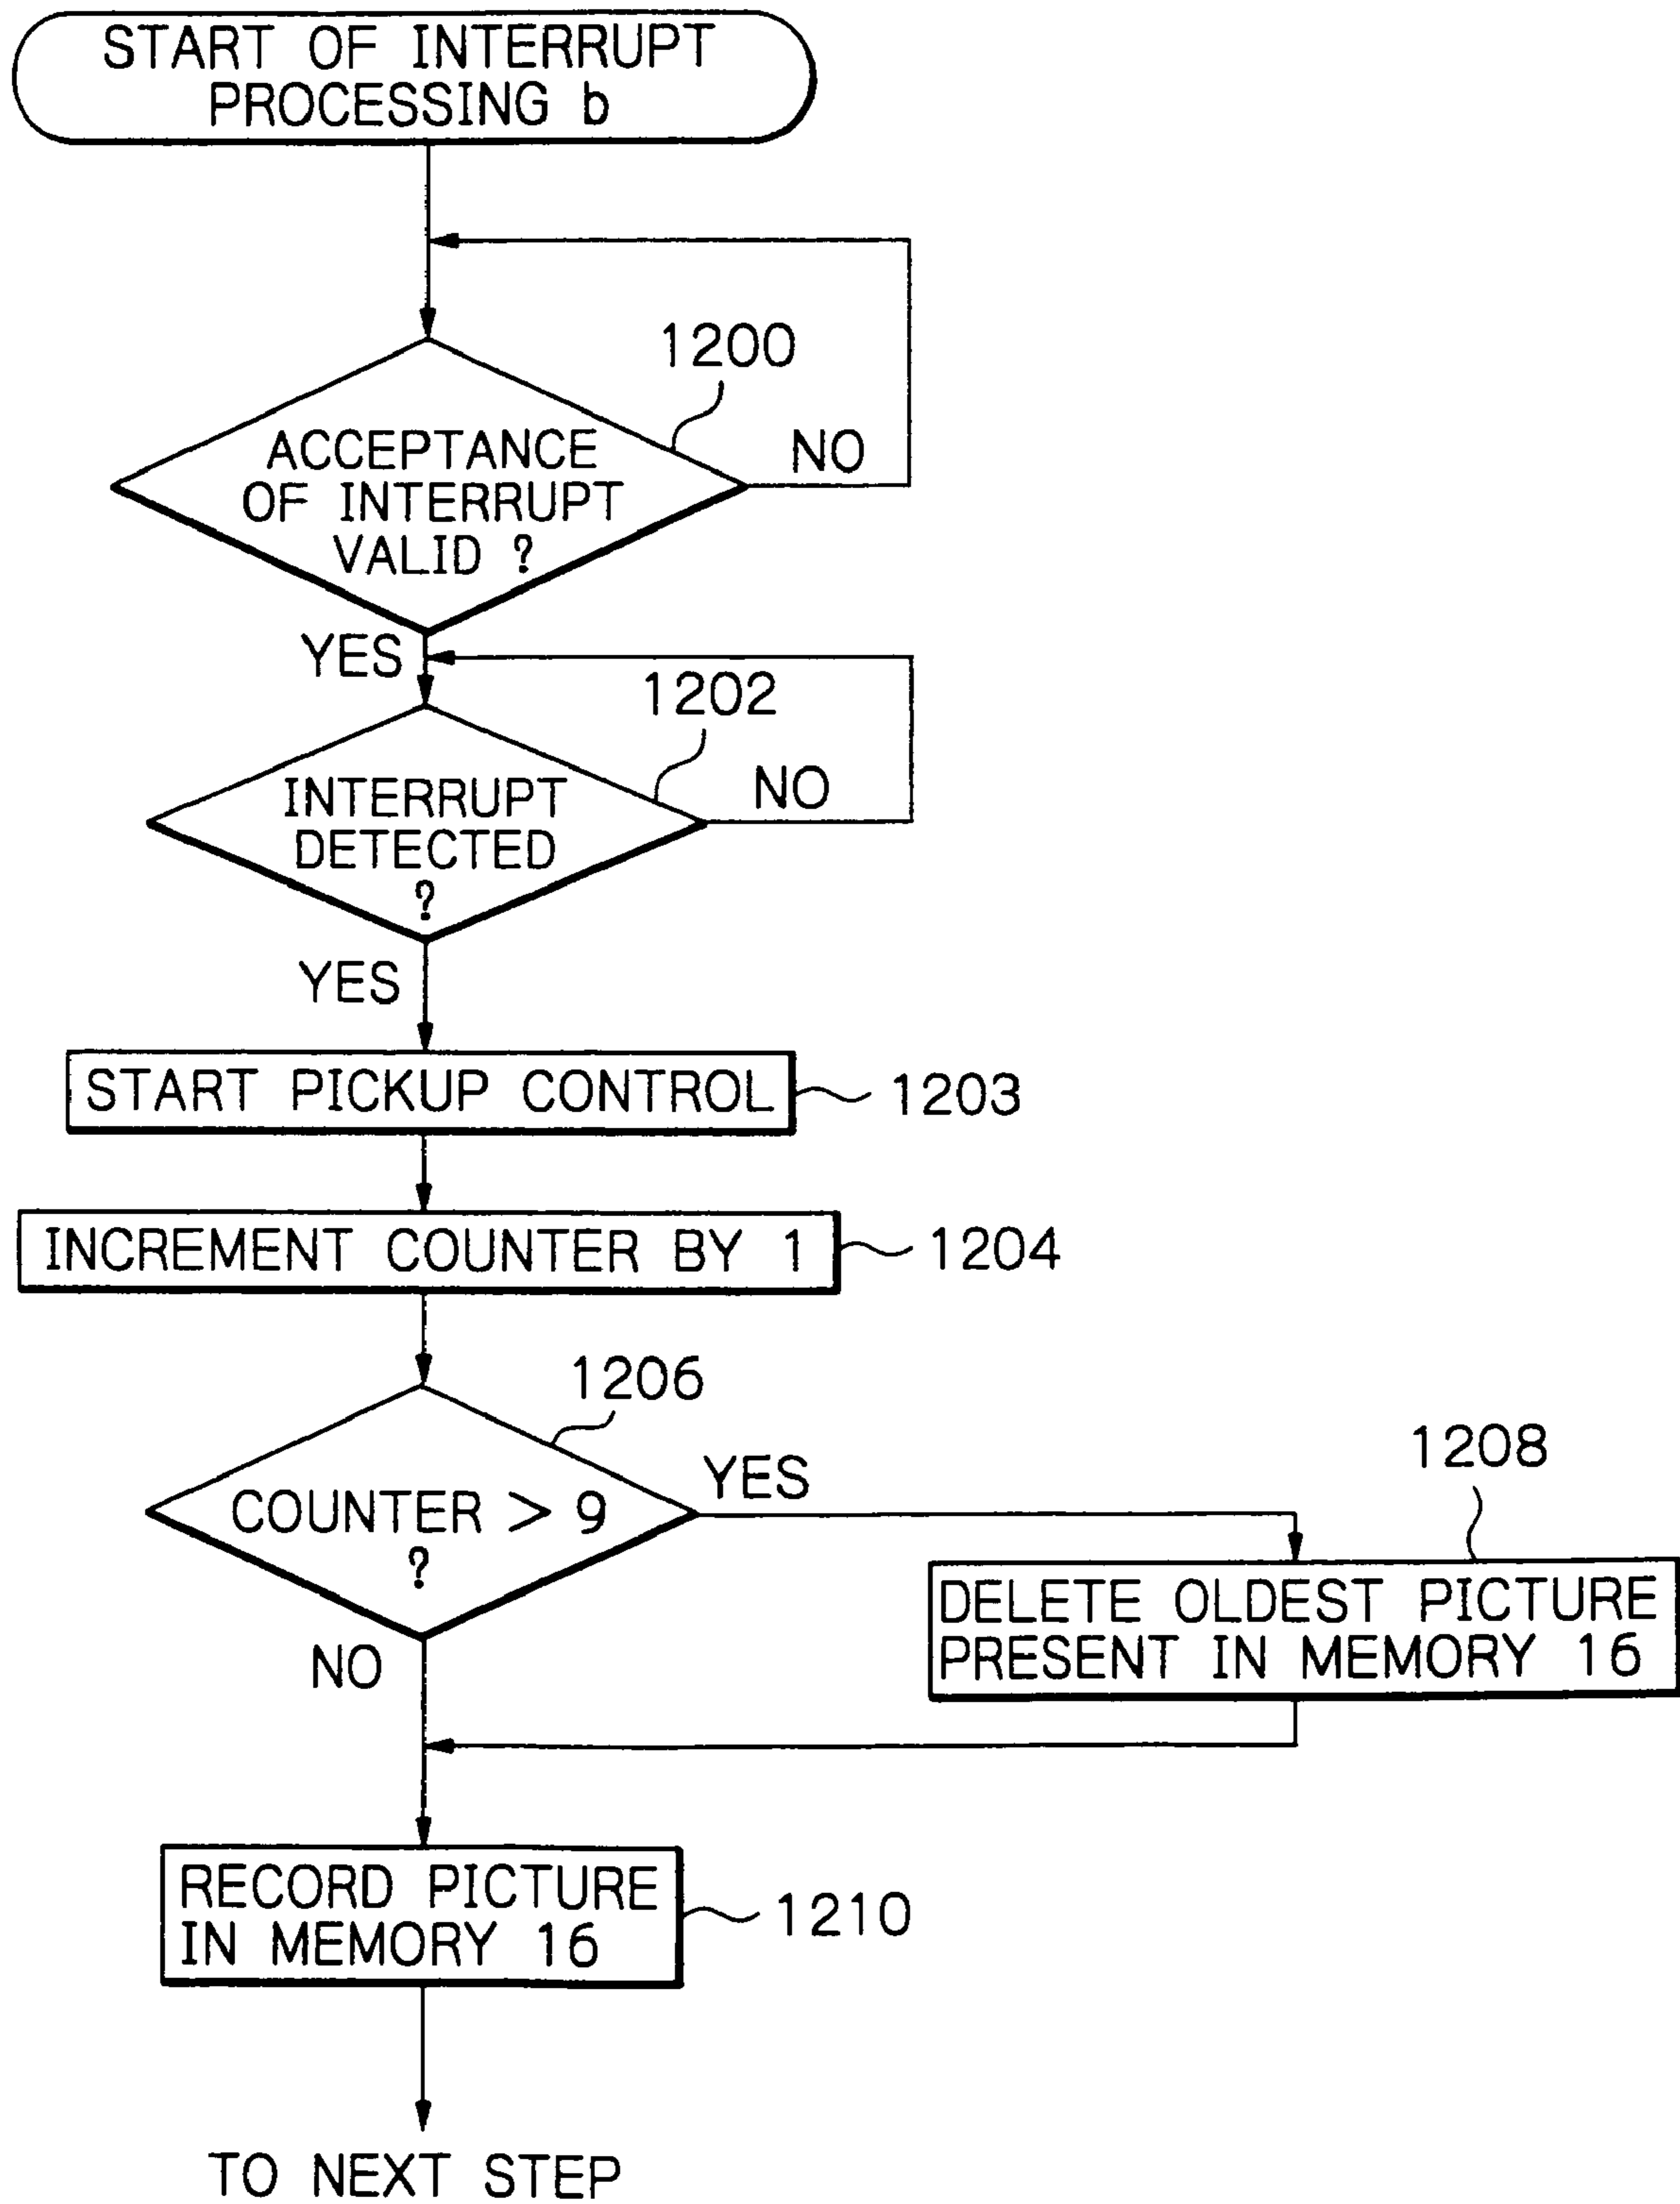 START OF INTERRUPT
PROCESSING b
1200
ACCEPTANCE
OF INTERRUPT
VALID ?
NO
YES
1202
INTERRUPT
DETECTED
?
NO
YES
START PICKUP CONTROL
1203
INCREMENT COUNTER BY 1
1204
1206
COUNTER > 9
?
YES
1208
DELETE OLDEST PICTURE
PRESENT IN MEMORY 16
NO
RECORD PICTURE
IN MEMORY 16
1210
TO NEXT STEP